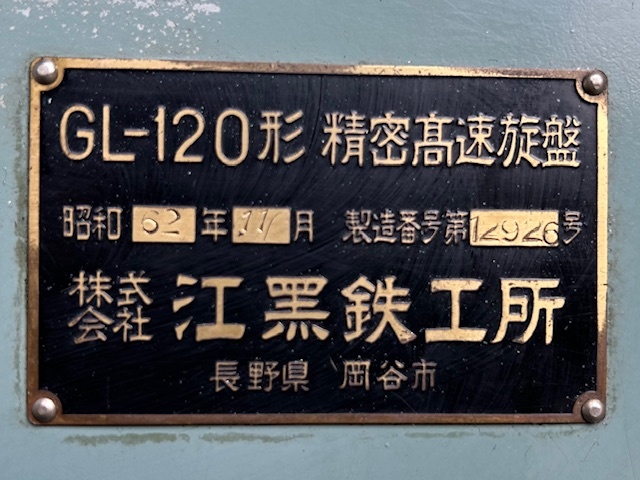 GL-120形 精密高速旋盤
昭和 62 年 11 月 製造番号第 12926 号
株式会社 江黑鉄工所
長野県 岡谷市